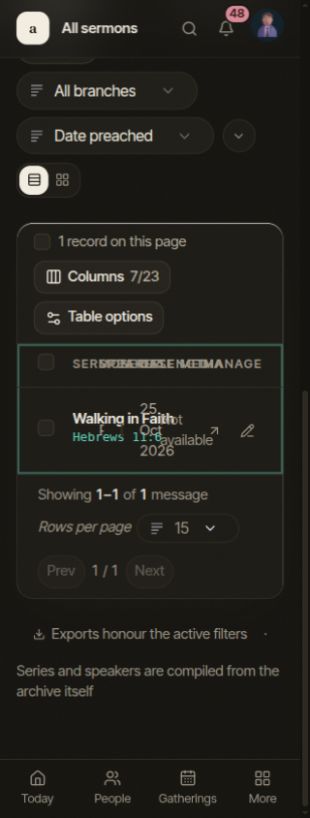 a
All sermons
48
All branches
Date preached
1 record on this page
Columns 7/23
Table options
MANAGE
Walking in Faith
Hebrews 11:6
25
Oct
2026
available
Showing 1–1 of 1 message
Rows per page
15
Prev
1 / 1
Next
Exports honour the active filters ·
Series and speakers are compiled from the
archive itself
Today
People
Gatherings
More